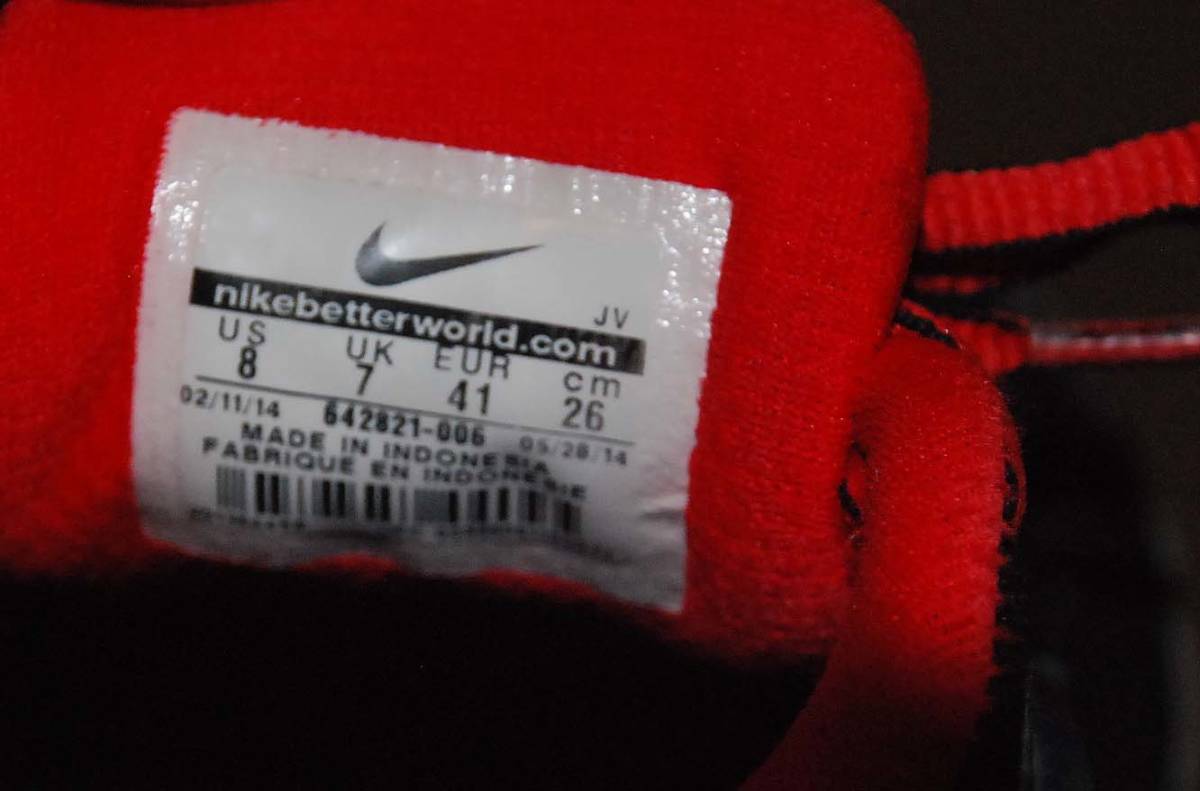 nikebetterworld.com
JV
US UK EUR cm
8 7 41 26
02/11/14 642821-006 05/28/14
MADE IN INDONESIA
FABRIQUE EN INDONESIE